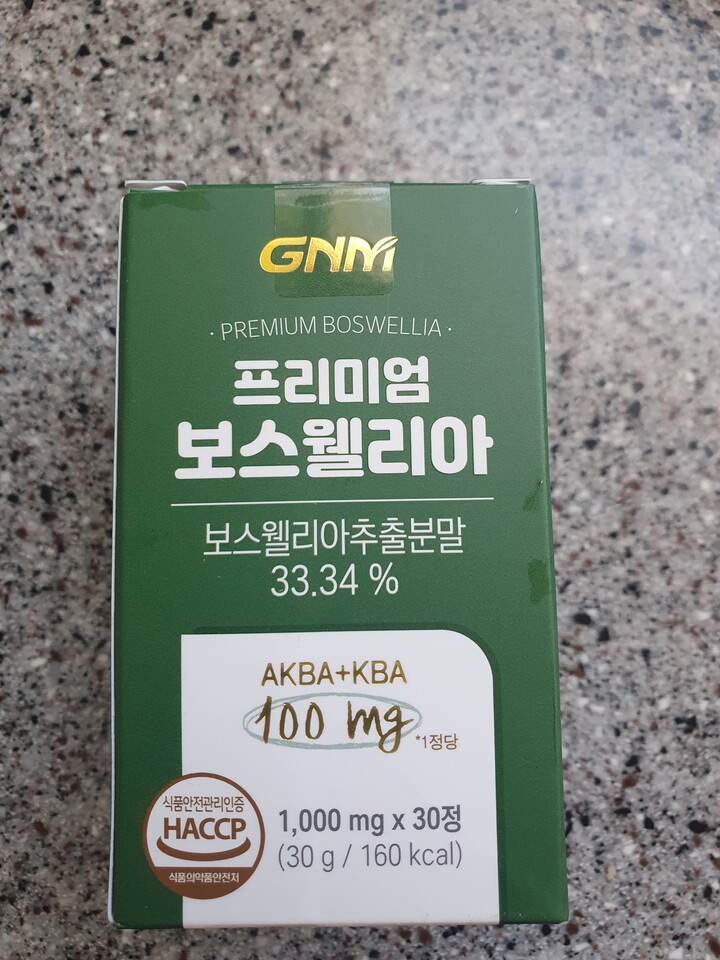 GNM
· PREMIUM BOSWELLIA ·
프리미엄
보스웰리아
보스웰리아추출분말
33.34 %
AKBA+KBA
100 mg
*1정당
식품안전관리인증
HACCP
식품의약품안전처
1,000 mg x 30정
(30 g / 160 kcal)